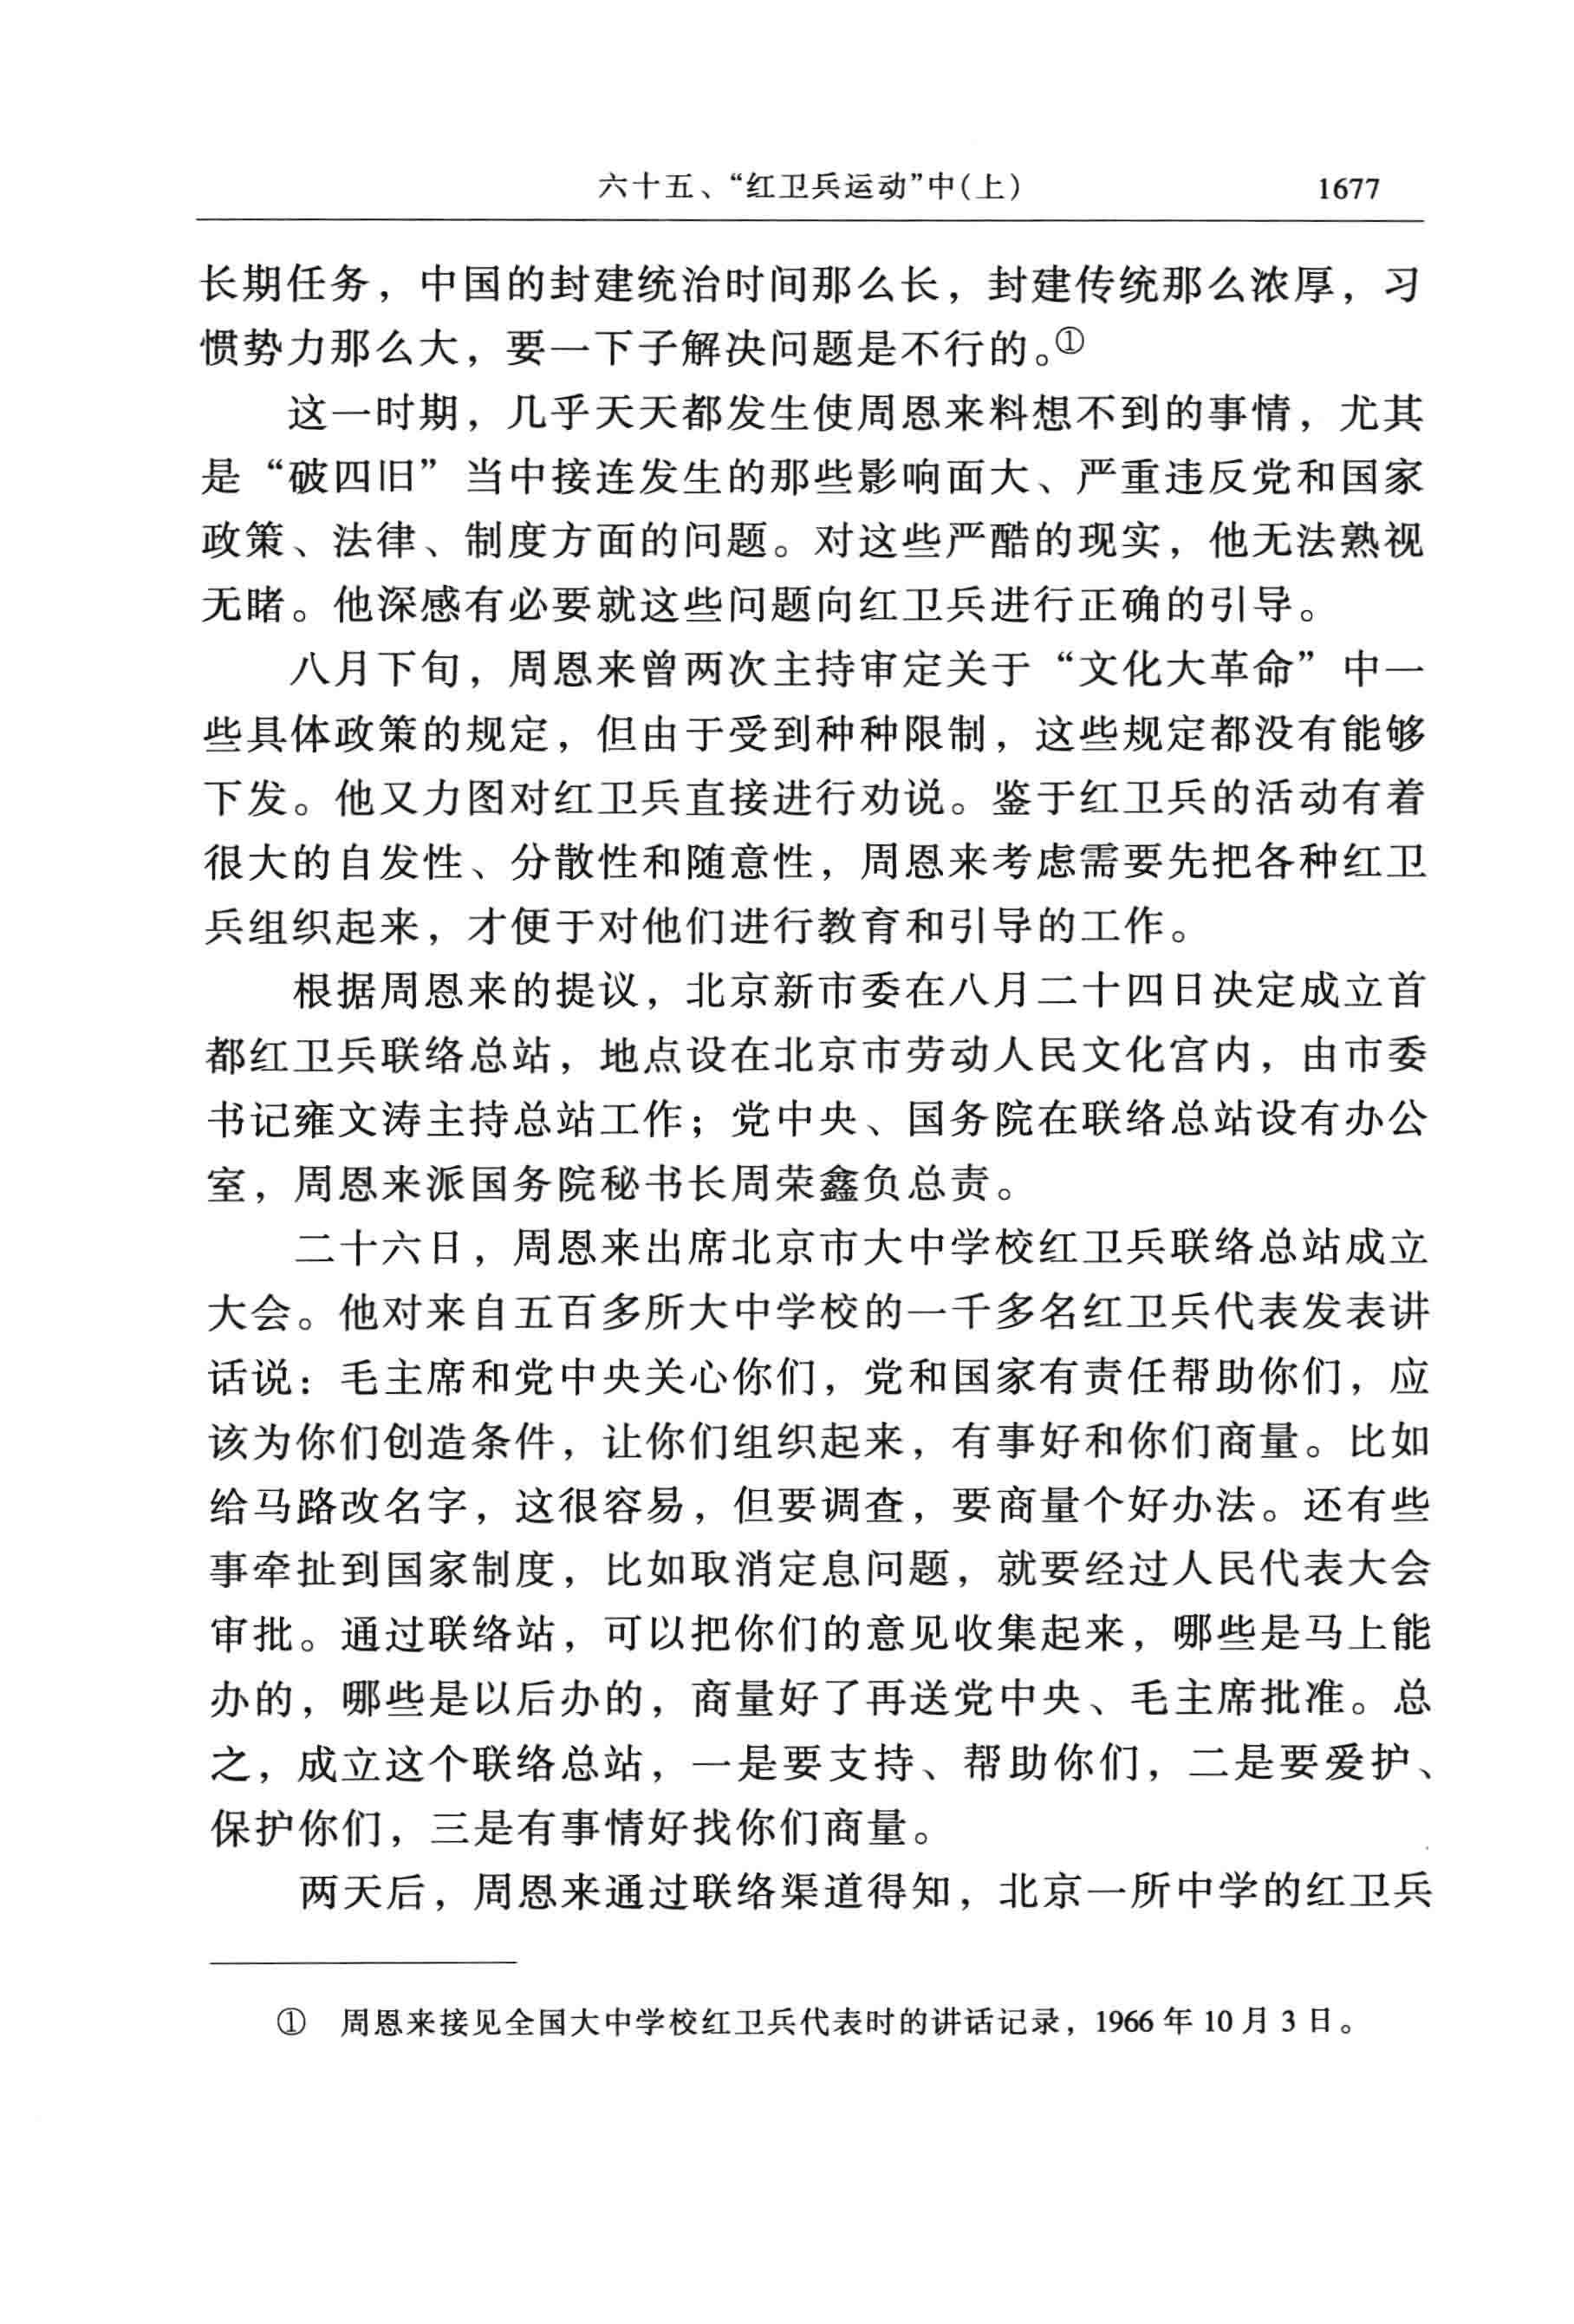 六十五、“红卫兵运动”中(上) 1677
长期任务，中国的封建统治时间那么长，封建传统那么浓厚，习
惯势力那么大，要一下子解决问题是不行的。①
这一时期，几乎天天都发生使周恩来料想不到的事情，尤其
是“破四旧”当中接连发生的那些影响面大、严重违反党和国家
政策、法律、制度方面的问题。对这些严酷的现实，他无法熟视
无睹。他深感有必要就这些问题向红卫兵进行正确的引导。
八月下旬，周恩来曾两次主持审定关于“文化大革命”中一
些具体政策的规定，但由于受到种种限制，这些规定都没有能够
下发。他又力图对红卫兵直接进行劝说。鉴于红卫兵的活动有着
很大的自发性、分散性和随意性，周恩来考虑需要先把各种红卫
兵组织起来，才便于对他们进行教育和引导的工作。
根据周恩来的提议，北京新市委在八月二十四日决定成立首
都红卫兵联络总站，地点设在北京市劳动人民文化宫内，由市委
书记雍文涛主持总站工作；党中央、国务院在联络总站设有办公
室，周恩来派国务院秘书长周荣鑫负总责。
二十六日，周恩来出席北京市大中学校红卫兵联络总站成立
大会。他对来自五百多所大中学校的一千多名红卫兵代表发表讲
话说：毛主席和党中央关心你们，党和国家有责任帮助你们，应
该为你们创造条件，让你们组织起来，有事好和你们商量。比如
给马路改名字，这很容易，但要调查，要商量个好办法。还有些
事牵扯到国家制度，比如取消定息问题，就要经过人民代表大会
审批。通过联络站，可以把你们的意见收集起来，哪些是马上能
办的，哪些是以后办的，商量好了再送党中央、毛主席批准。总
之，成立这个联络总站，一是要支持、帮助你们，二是要爱护、
保护你们，三是有事情好找你们商量。
两天后，周恩来通过联络渠道得知，北京一所中学的红卫兵
① 周恩来接见全国大中学校红卫兵代表时的讲话记录，1966 年 10 月 3 日。